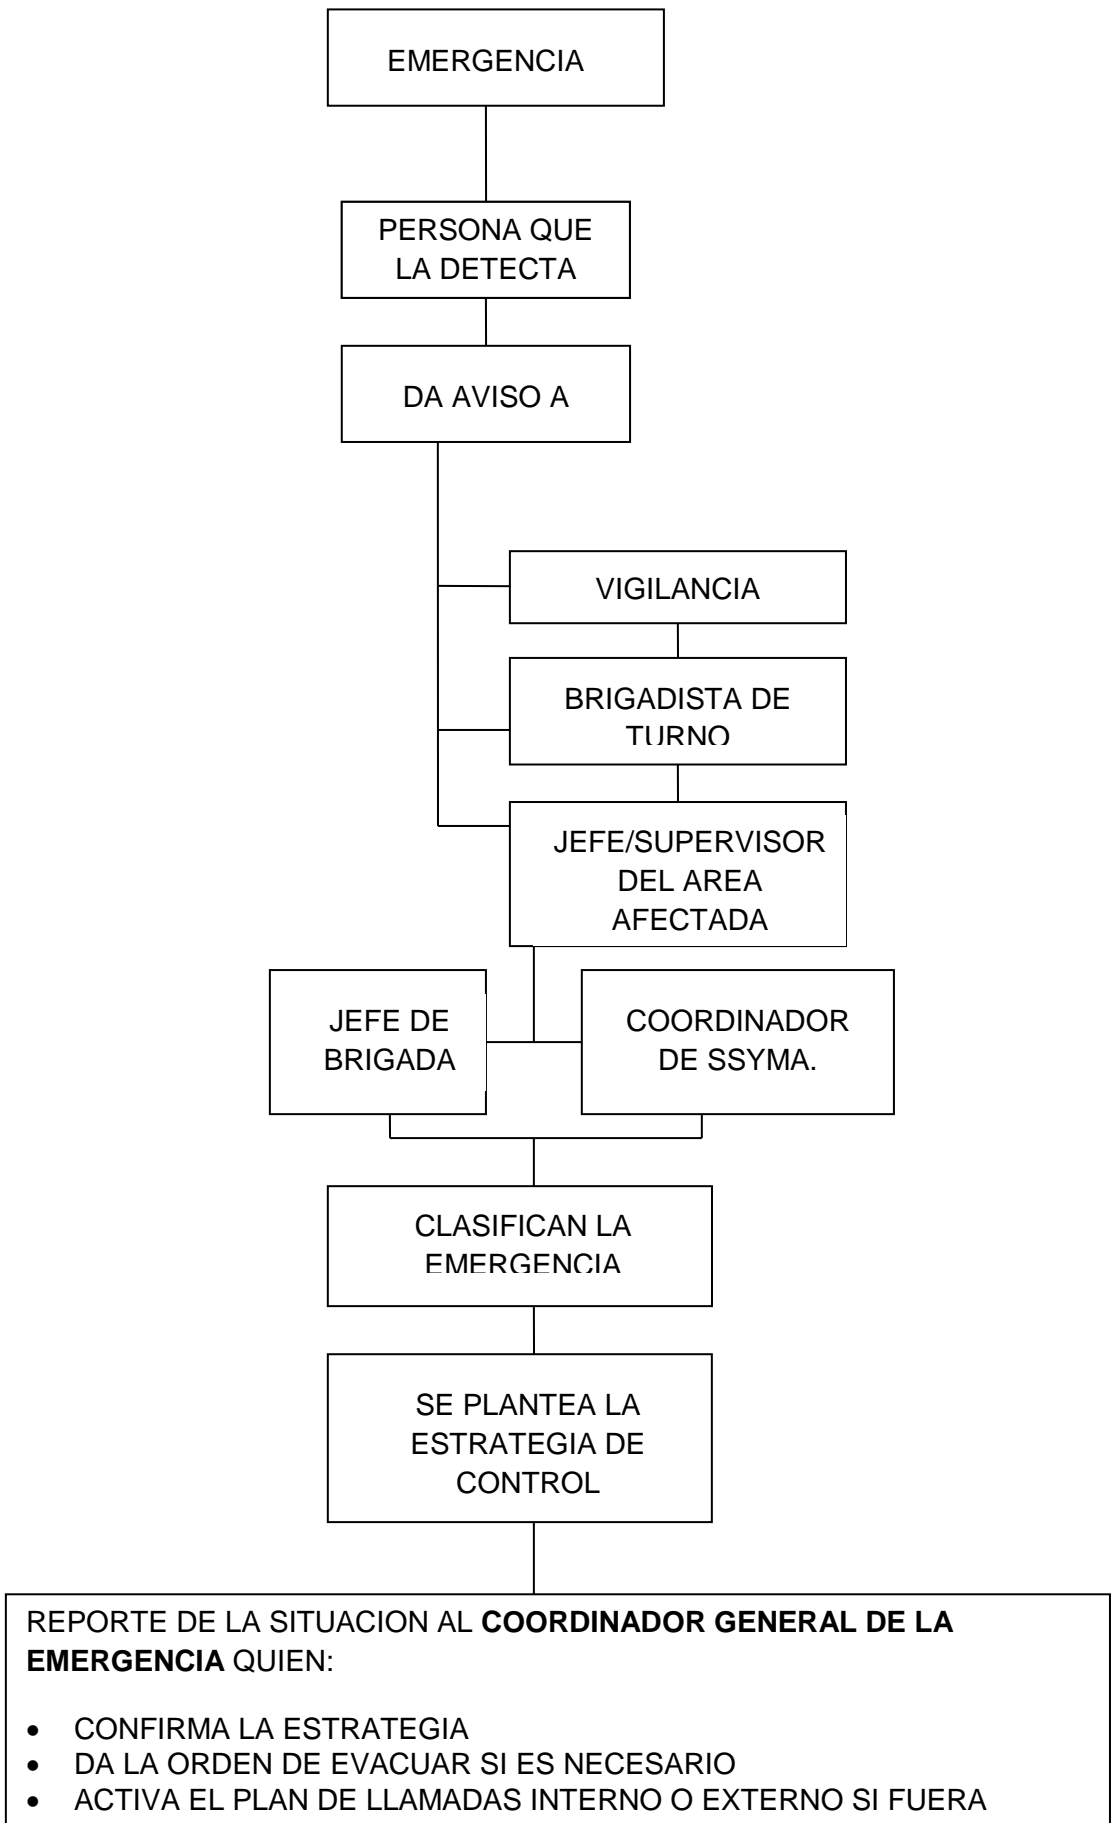 EMERGENCIA
PERSONA QUE
LA DETECTA
DA AVISO A
VIGILANCIA
BRIGADISTA DE
TURNO
JEFE/SUPERVISOR
DEL AREA
AFECTADA
JEFE DE
BRIGADA
COORDINADOR
DE SSYMA.
CLASIFICAN LA
EMERGENCIA
SE PLANTEA LA
ESTRATEGIA DE
CONTROL
REPORTE DE LA SITUACION AL COORDINADOR GENERAL DE LA
EMERGENCIA QUIEN:
• CONFIRMA LA ESTRATEGIA
• DA LA ORDEN DE EVACUAR SI ES NECESARIO
• ACTIVA EL PLAN DE LLAMADAS INTERNO O EXTERNO SI FUERA